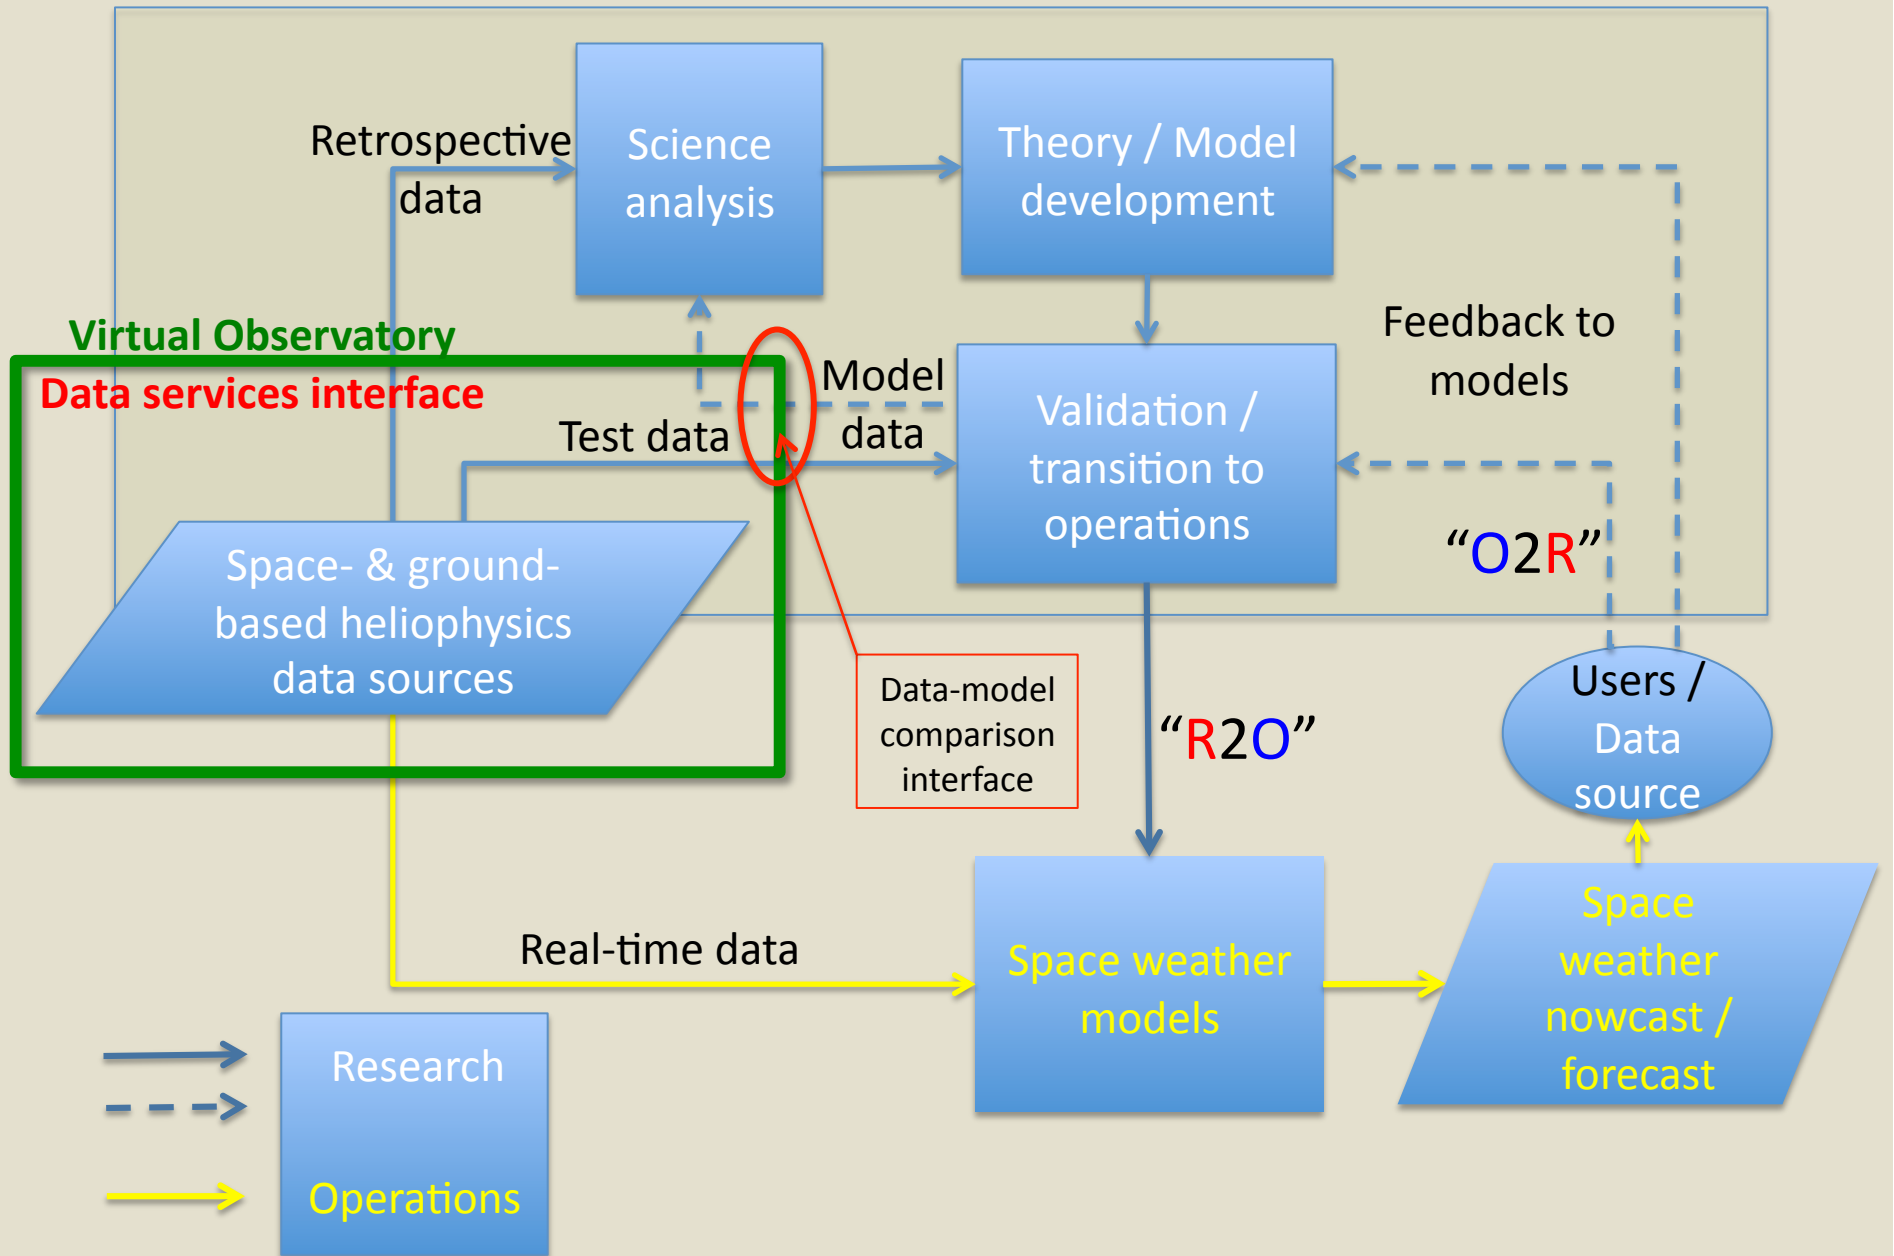 Retrospective
data
Science
analysis
Theory / Model
development
Virtual Observatory
Data services interface
Feedback to
models
Model
data
Test data
Validation /
transition to
operations
“O2R”
Space- & ground-
based heliophysics
data sources
Data-model
comparison
interface
“R2O”
Users /
Data
source
Real-time data
Space weather
models
Space
weather
nowcast /
forecast
Research
Operations